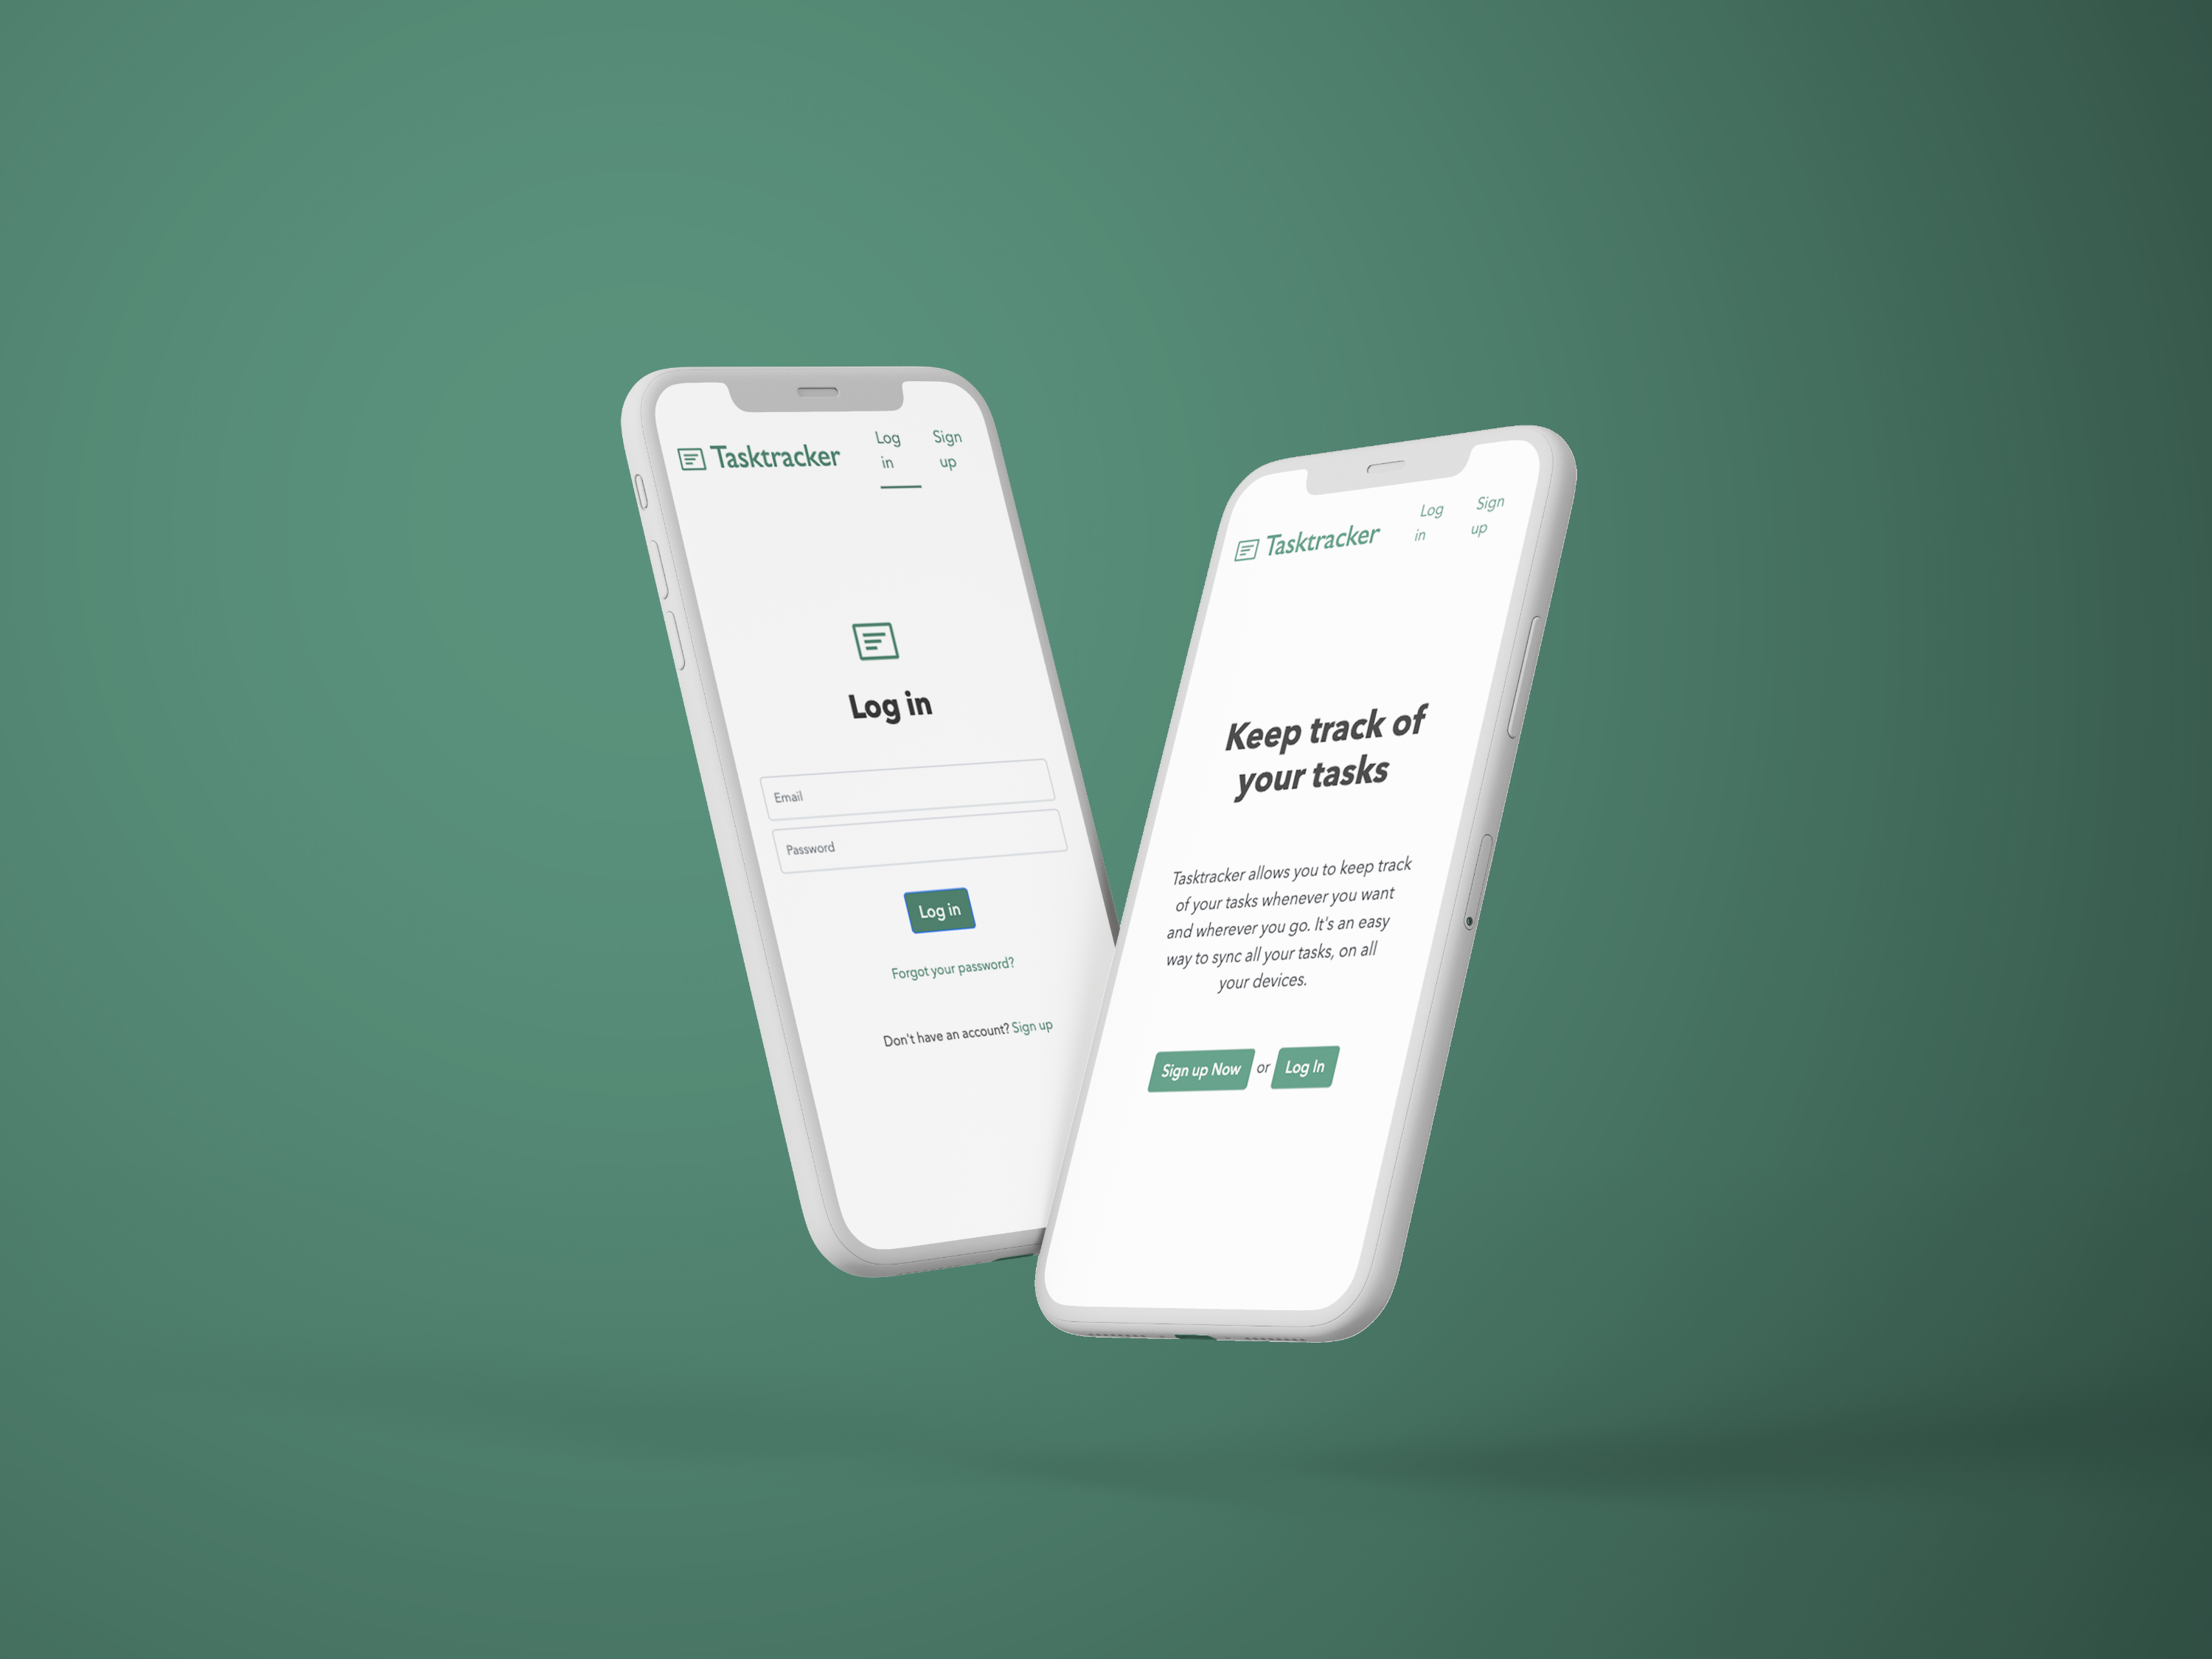 Tasktracker
Log in
Sign up
Log in
Email
Password
Log in
Forgot your password?
Don't have an account? Sign up
Tasktracker
Log in
Sign up
Keep track of
your tasks
Tasktracker allows you to keep track
of your tasks whenever you want
and wherever you go. It's an easy
way to sync all your tasks, on all
your devices.
Sign up Now or Log In